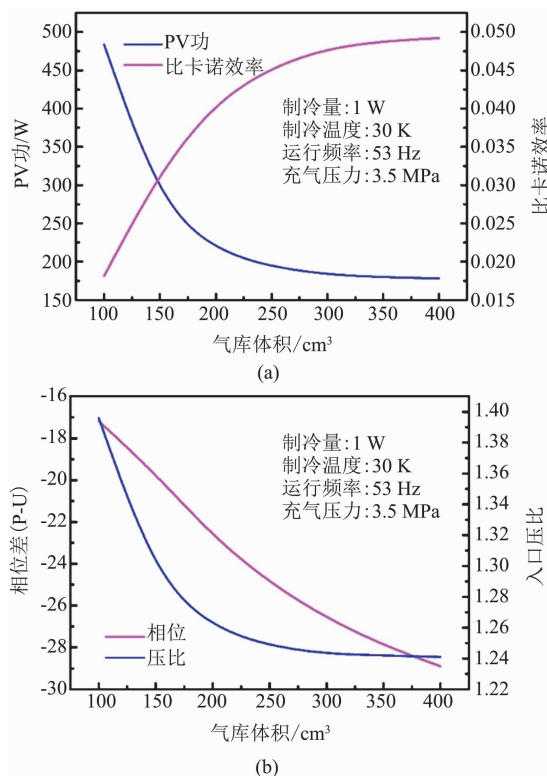 500
450
400
350
300
250
200
150
PV功/W
PV功
比卡诺效率
制冷量:1 W
制冷温度:30 K
运行频率:53 Hz
充气压力:3.5 MPa
0.050
0.045
0.040
0.035
0.030
0.025
0.020
0.015
比卡诺效率
100 150 200 250 300 350 400
气库体积/cm³
(a)
-16
-18
-20
-22
-24
-26
-28
-30
相位差(P-U)
制冷量:1 W
制冷温度:30 K
运行频率:53 Hz
充气压力:3.5 MPa
相位
压比
1.40
1.38
1.36
1.34
1.32
1.30
1.28
1.26
1.24
1.22
入口压比
100 150 200 250 300 350 400
气库体积/cm³
(b)